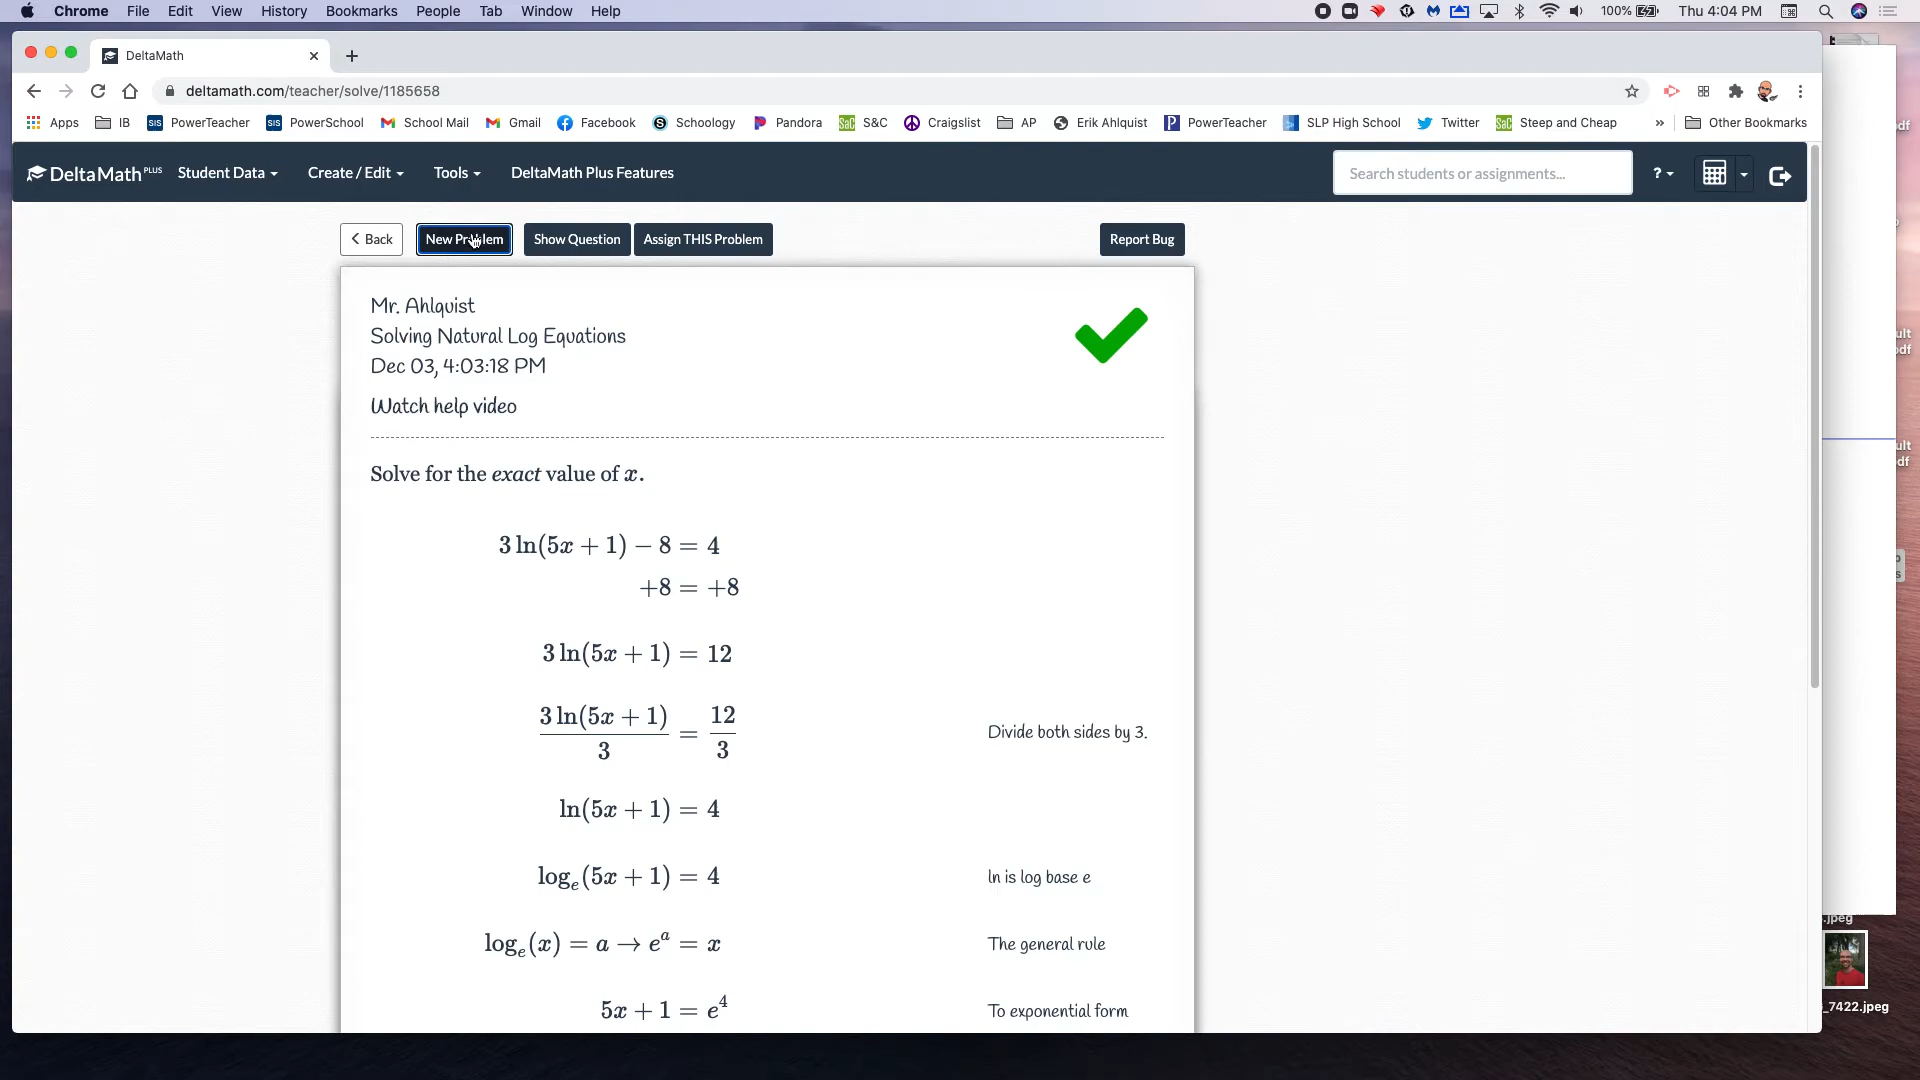 Chrome File Edit View History Bookmarks People Tab Window Help 100% Thu 4:04 PM
DeltaMath
deltamath.com/teacher/solve/1185658
Apps IB SIS PowerTeacher SIS PowerSchool School Mail Gmail Facebook Schoology Pandora S&C Craigslist AP Erik Ahlquist PowerTeacher SLP High School Twitter Steep and Cheap » Other Bookmarks
DeltaMath PLUS Student Data Create / Edit Tools DeltaMath Plus Features Search students or assignments... ?
Back New Problem Show Question Assign THIS Problem Report Bug
Mr. Ahlquist
Solving Natural Log Equations
Dec 03, 4:03:18 PM
Watch help video
Solve for the exact value of x.
3 ln(5x + 1) − 8 = 4
+8 = +8
3 ln(5x + 1) = 12
3 ln(5x + 1)/3 = 12/3 Divide both sides by 3.
ln(5x + 1) = 4
logₑ(5x + 1) = 4 ln is log base e
logₑ(x) = a → eᵃ = x The general rule
5x + 1 = e⁴ To exponential form
.jpeg
_7422.jpeg